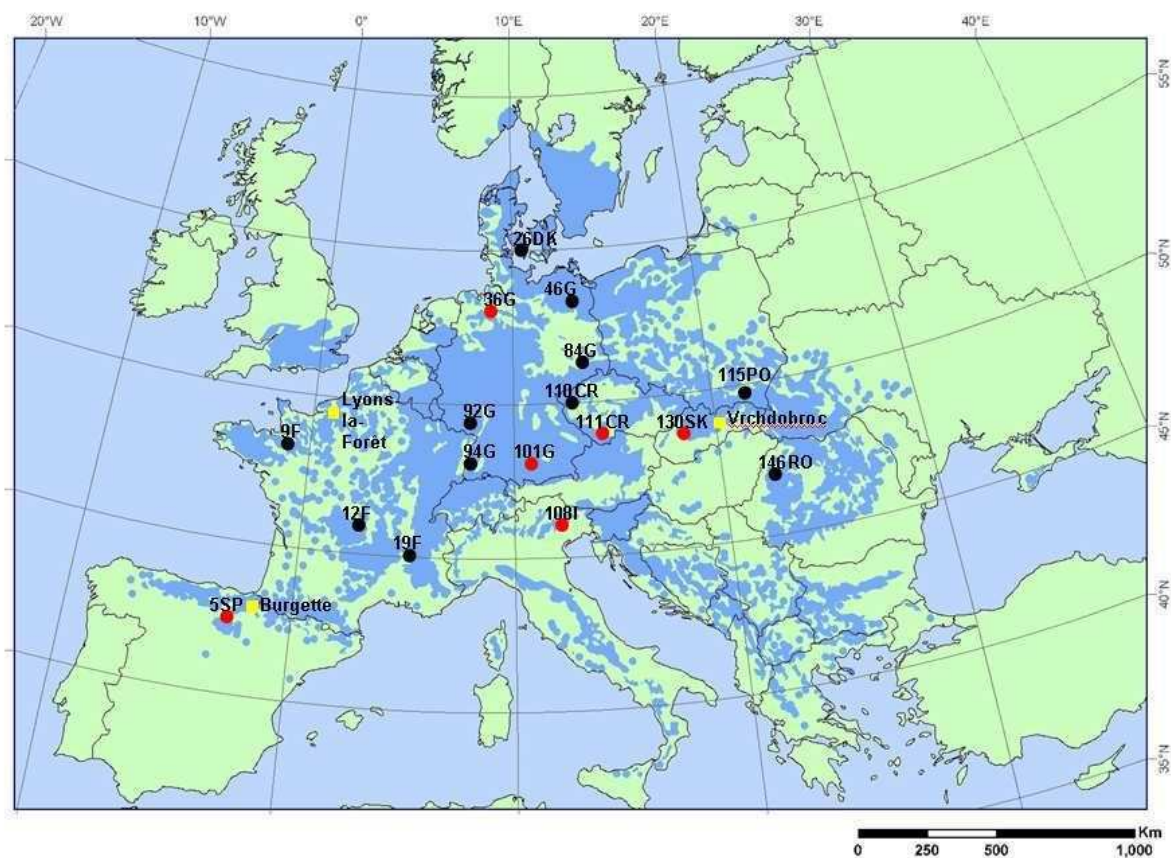 20°W
10°W
0°
10°E
20°E
30°E
40°E
55°N
50°N
45°N
40°N
35°N
26DK
46G
36G
84G
115PO
110CR
Lyons-
la-
Forêt
92G
111CR
130SK
Vrchdobroc
9F
94G
101G
146RO
12F
108I
19F
5SP
Burgette
Km
0 250 500 1,000